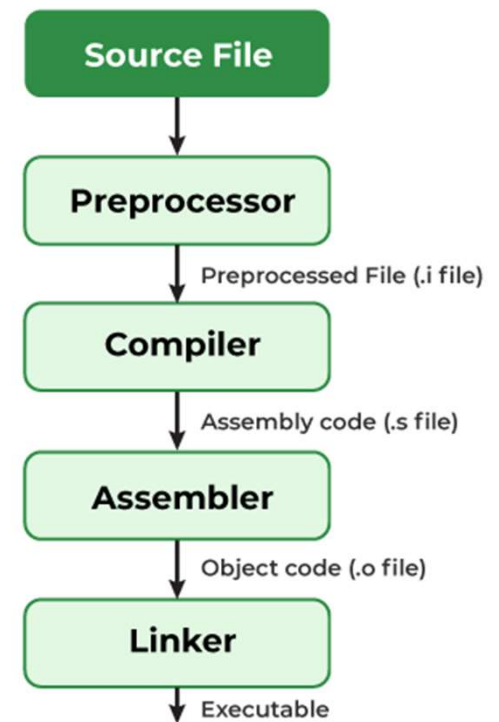 Source File
Preprocessor
Preprocessed File (.i file)
Compiler
Assembly code (.s file)
Assembler
Object code (.o file)
Linker
Executable